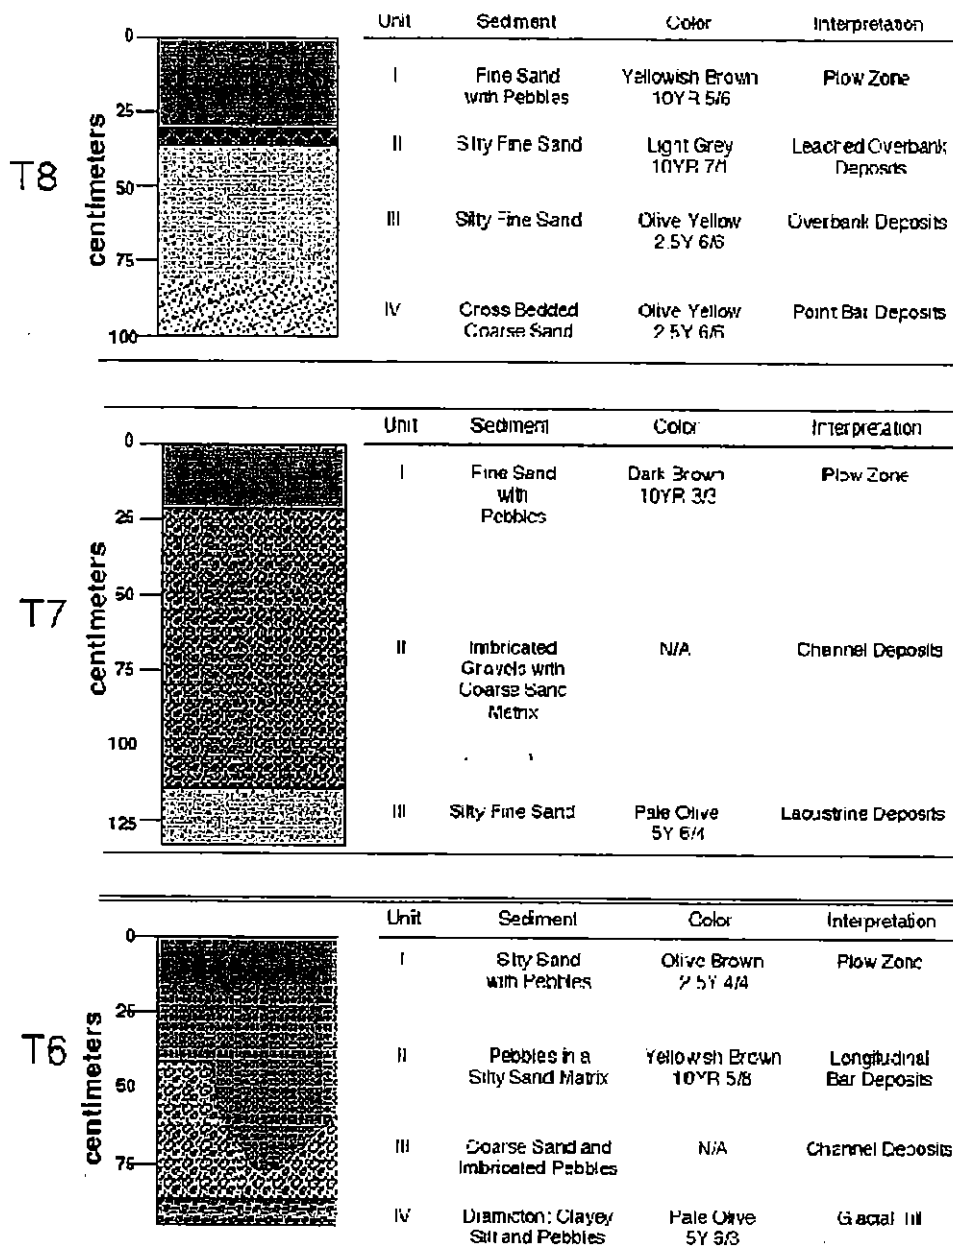 T8
centimeters
0
25
50
75
100
Unit Sediment Color Interpretation
I Fine Sand Yellowish Brown Plow Zone
with Pebbles 10YR 5/6
II Silty Fine Sand Light Grey Leached Overbank
10YR 7/1 Deposits
III Silty Fine Sand Olive Yellow Overbank Deposits
2.5Y 6/6
IV Cross Bedded Olive Yellow Point Bar Deposits
Coarse Sand 2.5Y 6/6
T7
centimeters
0
25
50
75
100
125
Unit Sediment Color Interpretation
I Fine Sand Dark Brown Plow Zone
with 10YR 3/3
Pebbles
II Imbricated N/A Channel Deposits
Gravels with
Coarse Sand
Matrix
III Silty Fine Sand Pale Olive Lacustrine Deposits
5Y 6/4
T6
centimeters
0
25
50
75
Unit Sediment Color Interpretation
I Silty Sand Olive Brown Plow Zone
with Pebbles 2.5Y 4/4
II Pebbles in a Yellowish Brown Longitudinal
Silty Sand Matrix 10YR 5/8 Bar Deposits
III Coarse Sand and N/A Channel Deposits
Imbricated Pebbles
IV Diamicton: Clayey Pale Olive Glacial Till
Silt and Pebbles 5Y 6/3